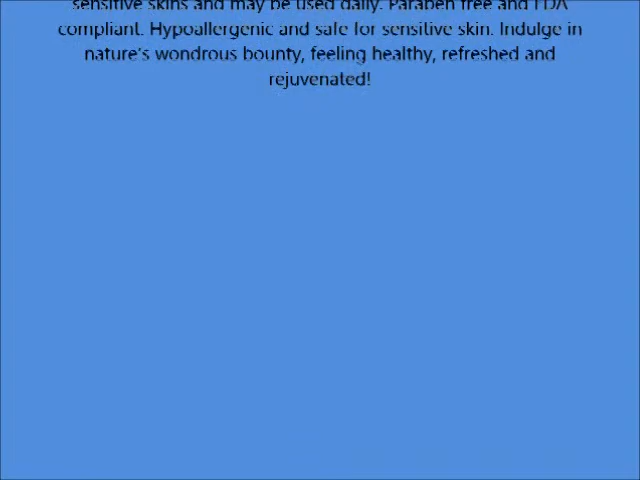 sensitive skins and may be used daily. Paraben free and FDA
compliant. Hypoallergenic and safe for sensitive skin. Indulge in
nature's wondrous bounty, feeling healthy, refreshed and
rejuvenated!